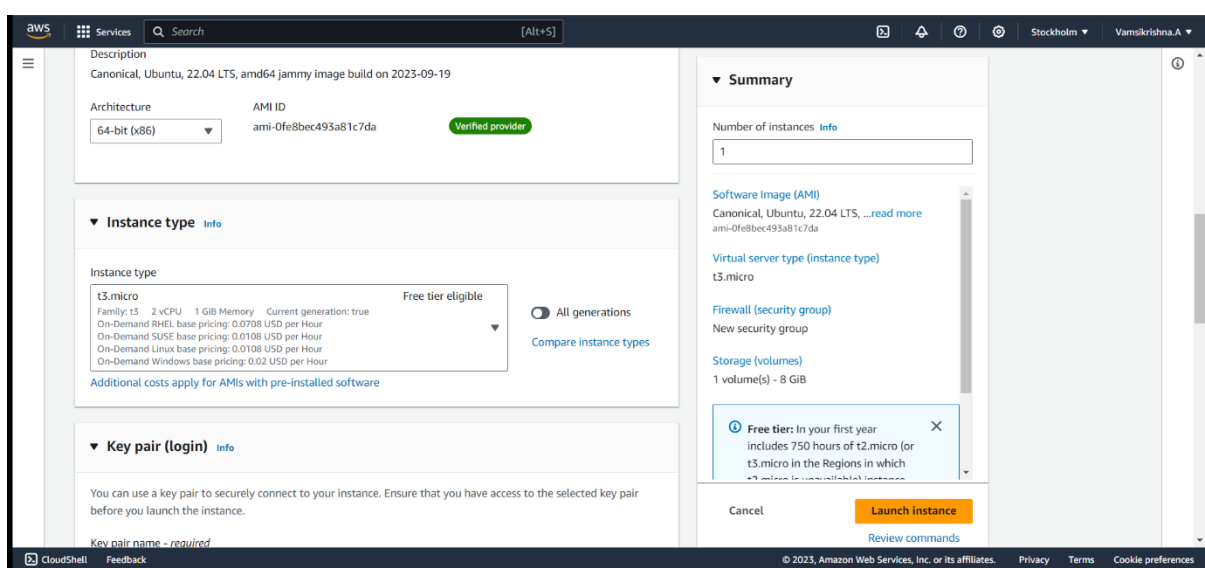 aws
Services
Search
[Alt+S]
Stockholm
Vamsikrishna.A
Description
Canonical, Ubuntu, 22.04 LTS, amd64 jammy image build on 2023-09-19
Architecture
AMI ID
64-bit (x86)
ami-0fe8bec493a81c7da
Verified provider
Instance type Info
Instance type
t3.micro
Free tier eligible
Family: t3 2 vCPU 1 GiB Memory Current generation: true
On-Demand RHEL base pricing: 0.0708 USD per Hour
On-Demand SUSE base pricing: 0.0108 USD per Hour
On-Demand Linux base pricing: 0.0108 USD per Hour
On-Demand Windows base pricing: 0.02 USD per Hour
All generations
Compare instance types
Additional costs apply for AMIs with pre-installed software
Key pair (login) Info
You can use a key pair to securely connect to your instance. Ensure that you have access to the selected key pair
before you launch the instance.
Key pair name - required
Summary
Number of instances Info
1
Software Image (AMI)
Canonical, Ubuntu, 22.04 LTS, ...read more
ami-0fe8bec493a81c7da
Virtual server type (instance type)
t3.micro
Firewall (security group)
New security group
Storage (volumes)
1 volume(s) - 8 GiB
Free tier: In your first year
includes 750 hours of t2.micro (or
t3.micro in the Regions in which
t2.micro is unavailable) instance
Cancel
Launch instance
Review commands
CloudShell
Feedback
© 2023, Amazon Web Services, Inc. or its affiliates.
Privacy
Terms
Cookie preferences